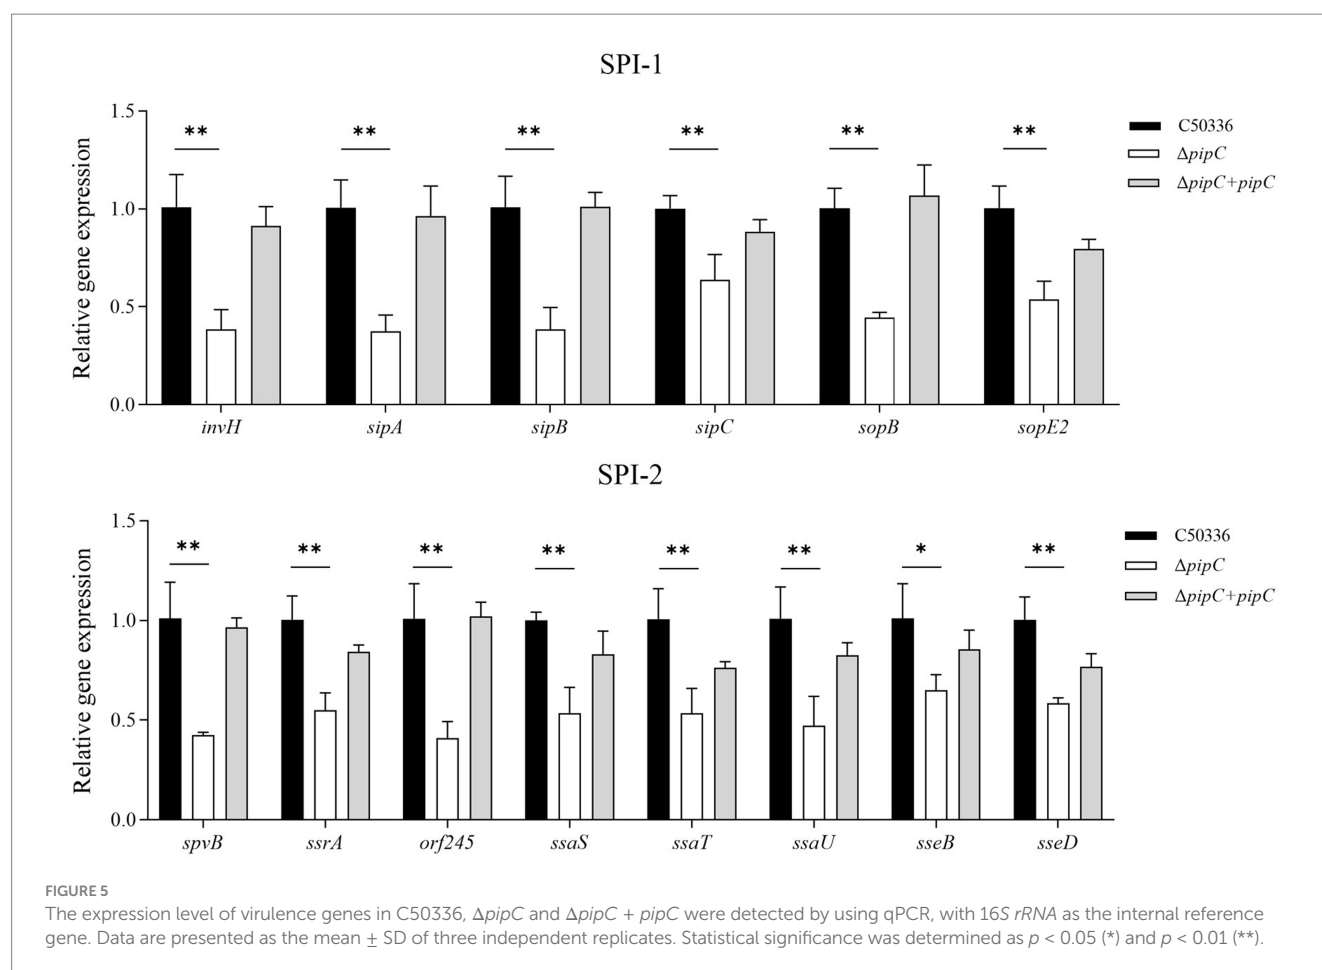 SPI-1
Relative gene expression
1.5
1.0
0.5
0.0
** ** ** ** ** **
C50336
ΔpipC
ΔpipC+pipC
invH sipA sipB sipC sopB sopE2
SPI-2
Relative gene expression
1.5
1.0
0.5
0.0
** ** ** ** ** ** * **
C50336
ΔpipC
ΔpipC+pipC
spvB ssrA orf245 ssaS ssaT ssaU sseB sseD
FIGURE 5
The expression level of virulence genes in C50336, ΔpipC and ΔpipC + pipC were detected by using qPCR, with 16S rRNA as the internal reference
gene. Data are presented as the mean ± SD of three independent replicates. Statistical significance was determined as p < 0.05 (*) and p < 0.01 (**).